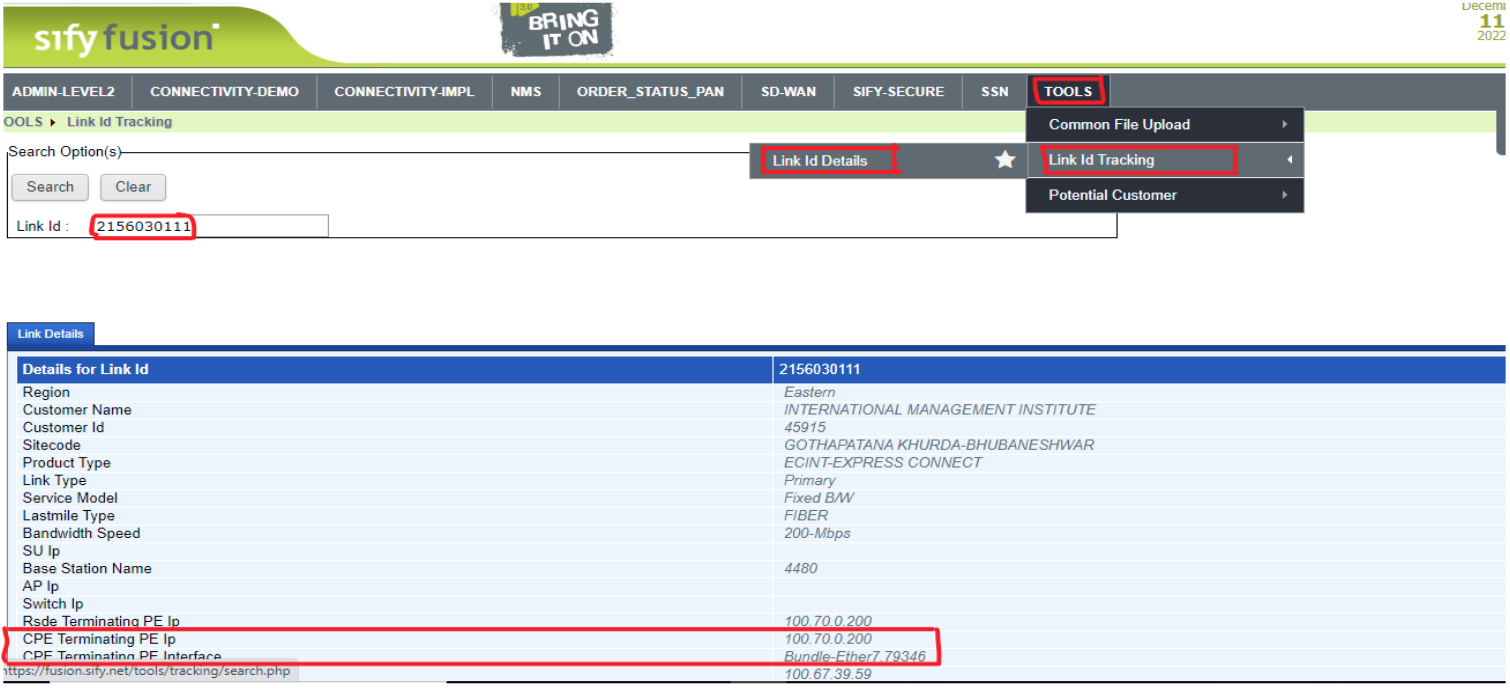 Decemb
11
2022
sify fusion
BRING
IT ON
ADMIN-LEVEL2 CONNECTIVITY-DEMO CONNECTIVITY-IMPL NMS ORDER_STATUS_PAN SD-WAN SIFY-SECURE SSN TOOLS
OOLS Link Id Tracking
Common File Upload
Link Id Tracking
Potential Customer
Link Id Details
Search Option(s)
Search Clear
Link Id : 2156030111
Link Details
Details for Link Id 2156030111
Region Eastern
Customer Name INTERNATIONAL MANAGEMENT INSTITUTE
Customer Id 45915
Sitecode GOTHAPATANA KHURDA-BHUBANESHWAR
Product Type ECINT-EXPRESS CONNECT
Link Type Primary
Service Model Fixed B/W
Lastmile Type FIBER
Bandwidth Speed 200-Mbps
SU Ip
Base Station Name 4480
AP Ip
Switch Ip
Rsde Terminating PE Ip 100.70.0.200
CPE Terminating PE Ip 100.70.0.200
CPE Terminating PE Interface Bundle-Ether7.79346
https://fusion.sify.net/tools/tracking/search.php 100.67.39.59